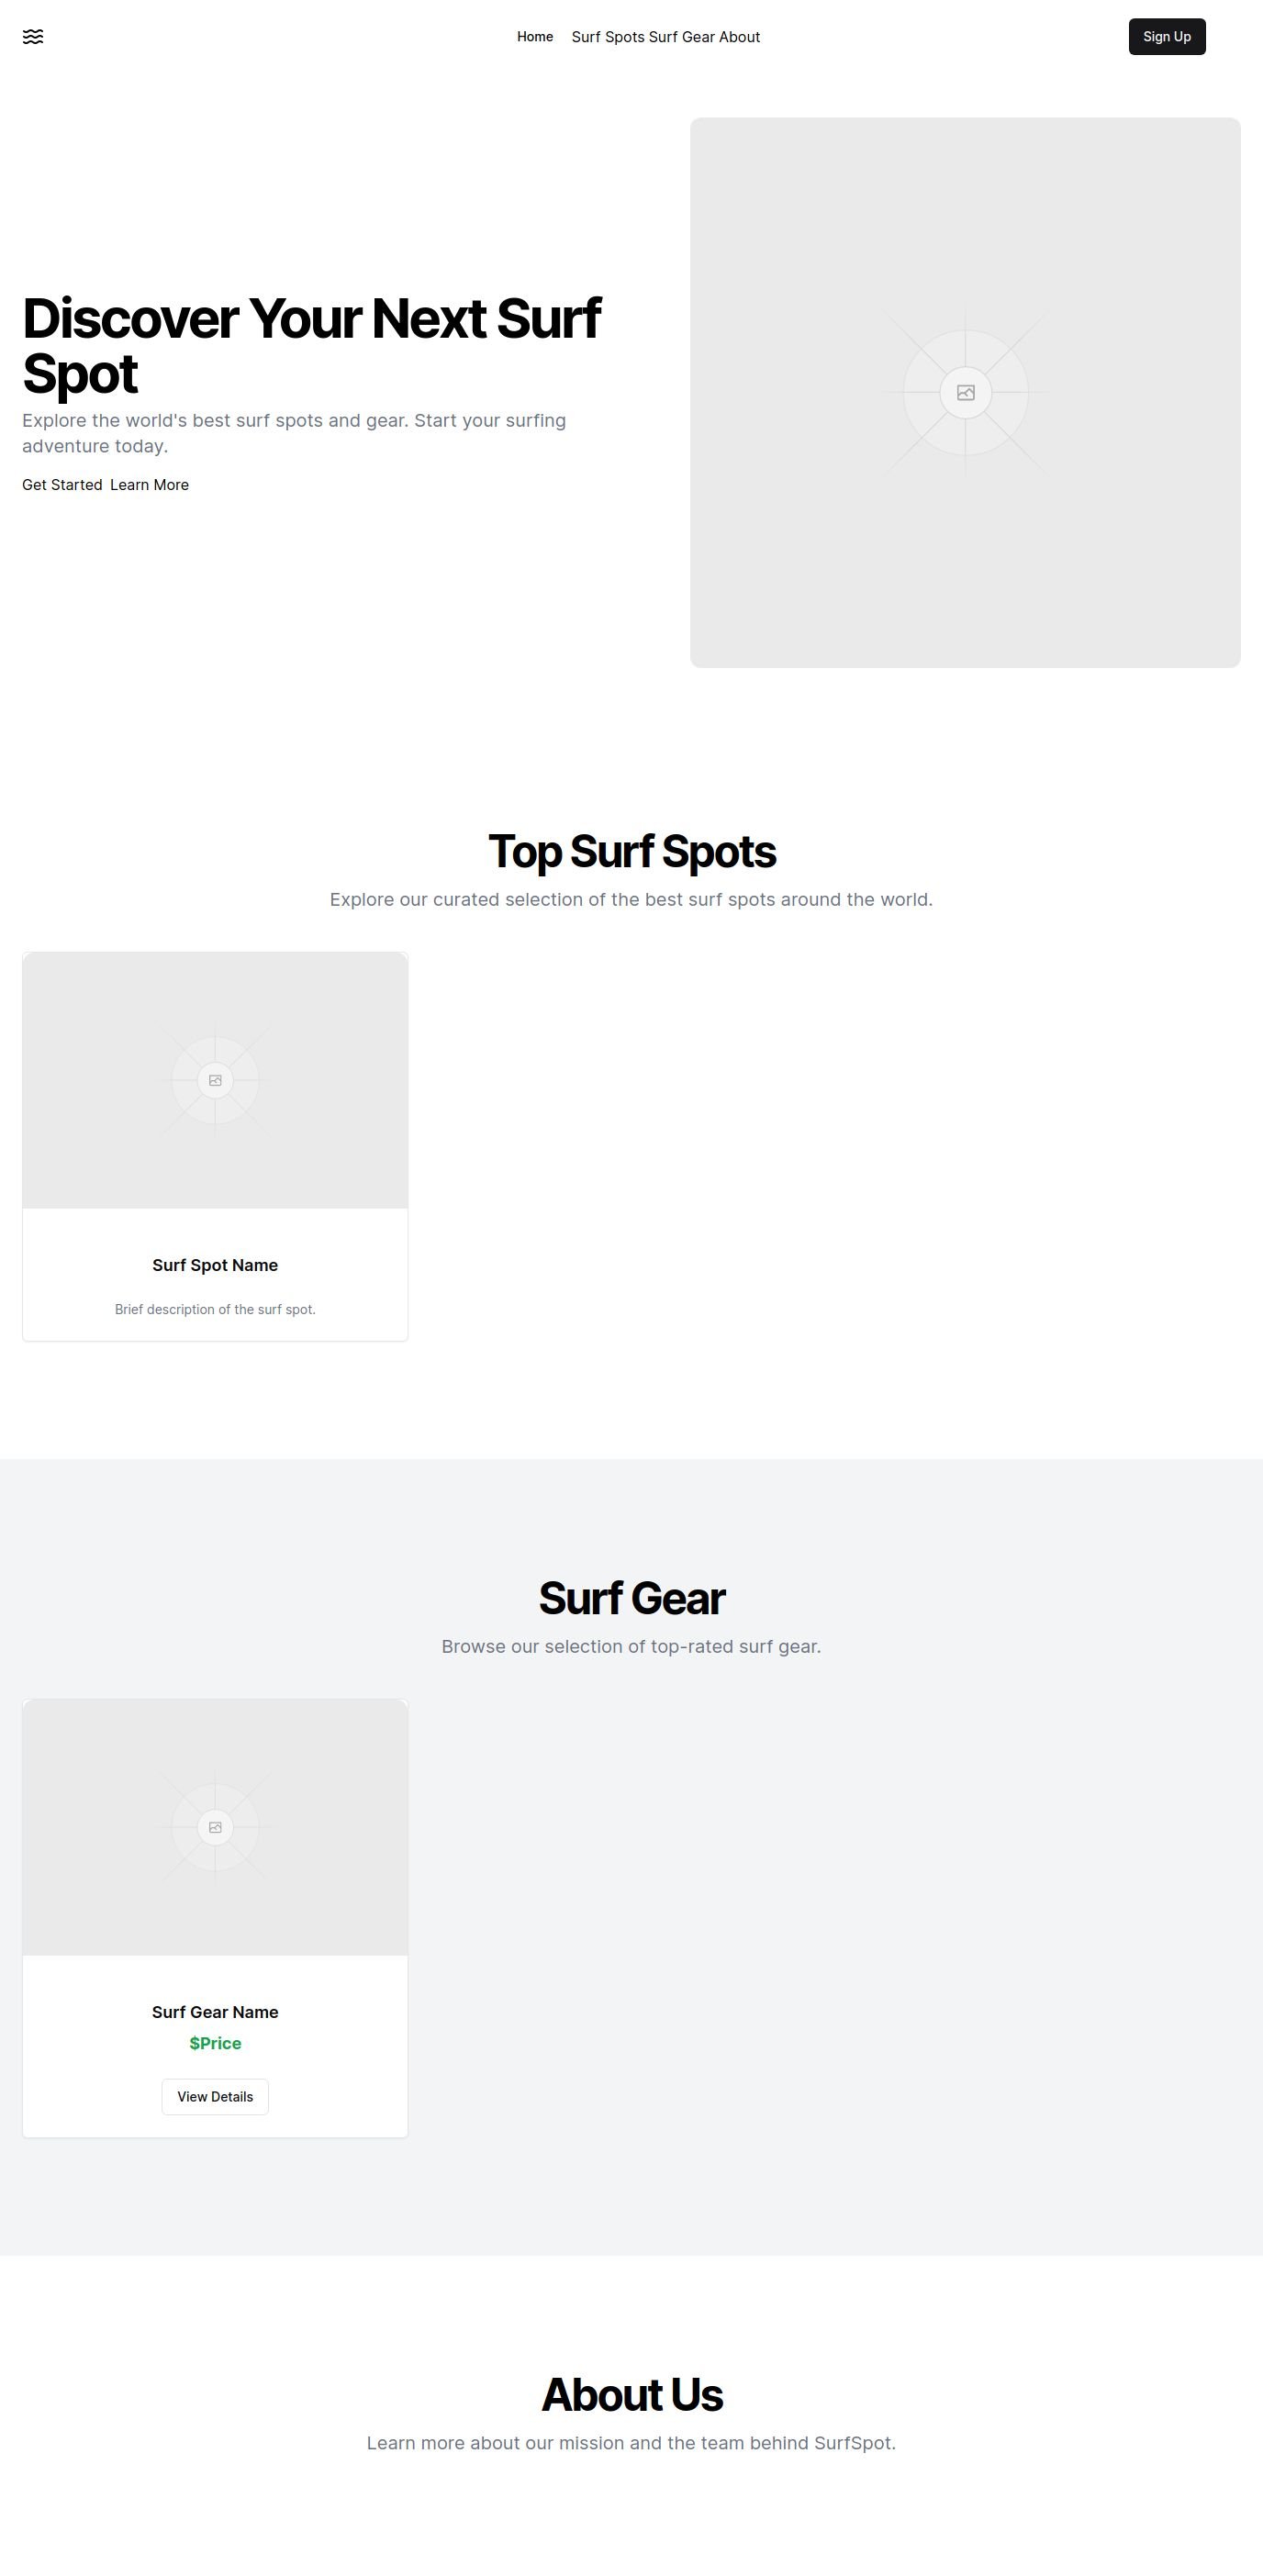 Home Surf Spots Surf Gear About Sign Up
Discover Your Next Surf
Spot
Explore the world's best surf spots and gear. Start your surfing
adventure today.
Get Started Learn More
Top Surf Spots
Explore our curated selection of the best surf spots around the world.
Surf Spot Name
Brief description of the surf spot.
Surf Gear
Browse our selection of top-rated surf gear.
Surf Gear Name
$Price
View Details
About Us
Learn more about our mission and the team behind SurfSpot.